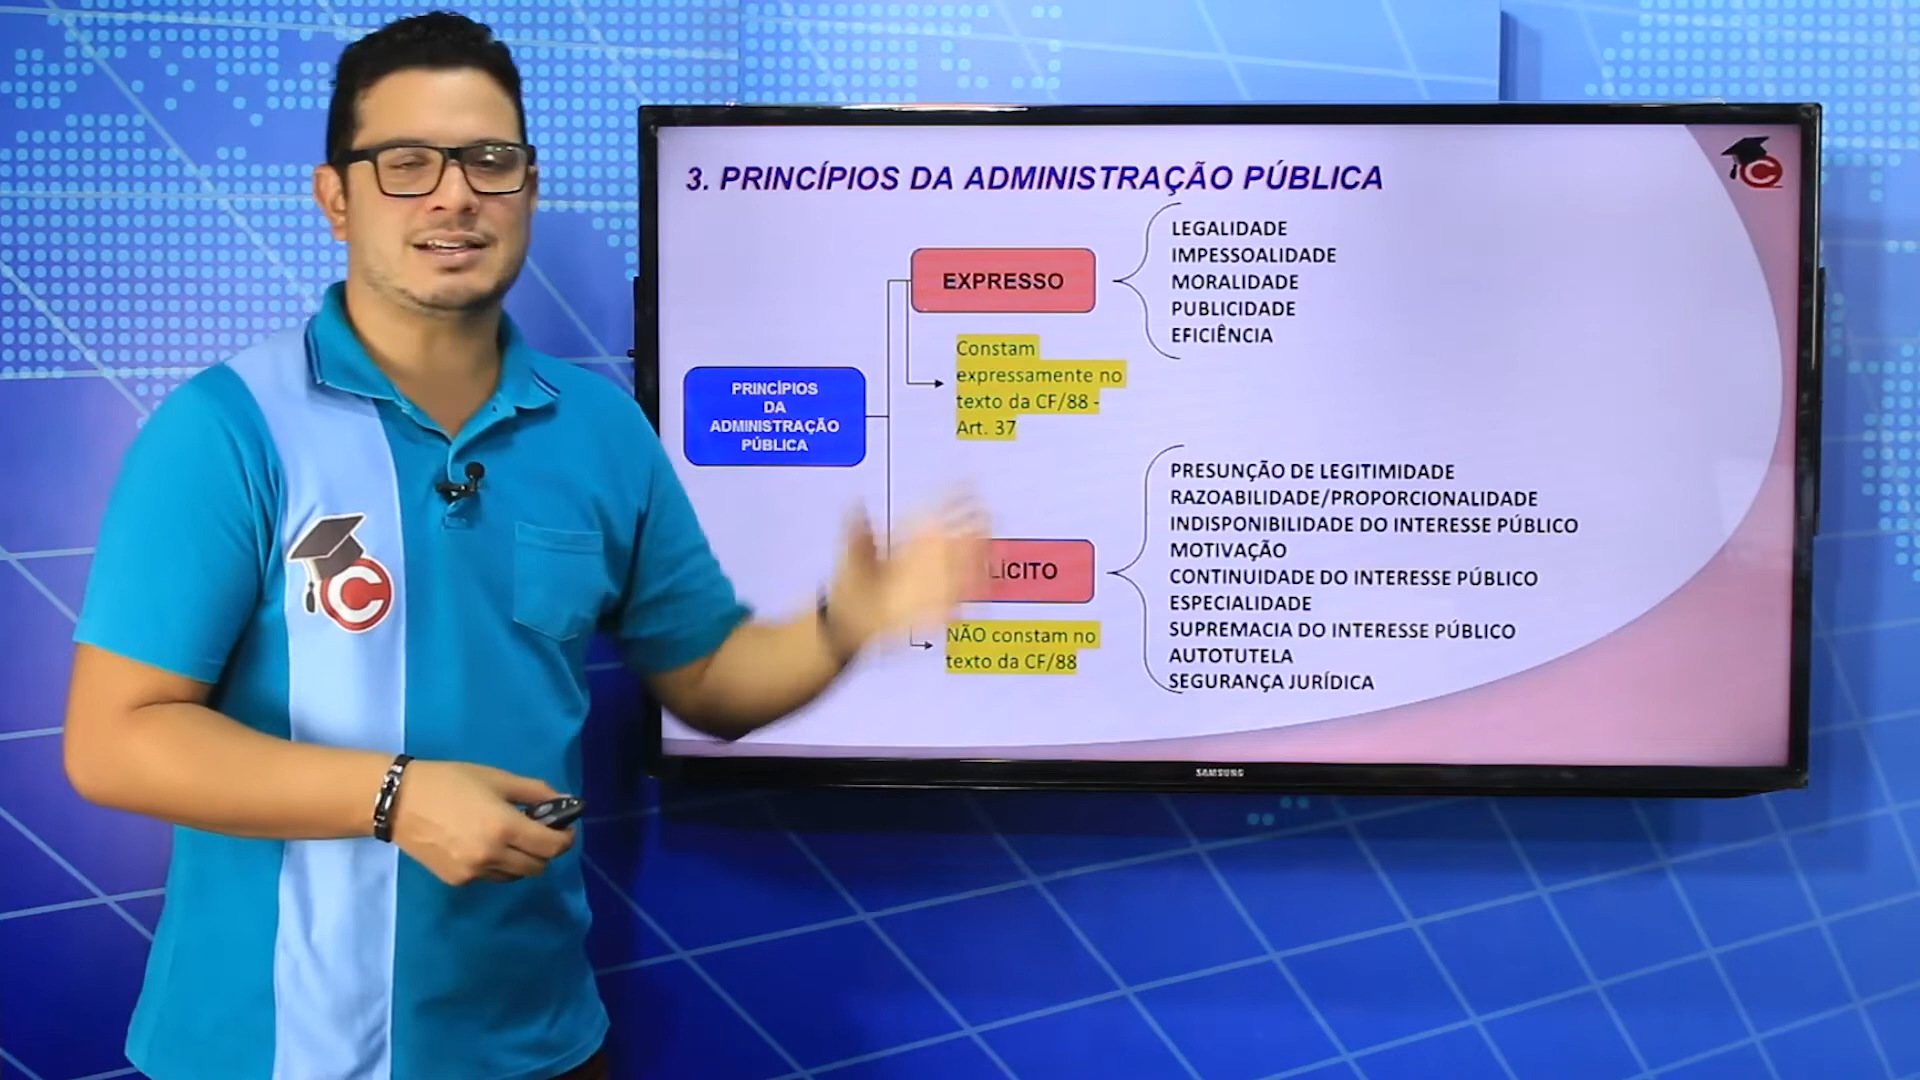 3. PRINCÍPIOS DA ADMINISTRAÇÃO PÚBLICA
LEGALIDADE
IMPESSOALIDADE
MORALIDADE
PUBLICIDADE
EFICIÊNCIA
EXPRESSO
Constam
expressamente no
texto da CF/88 -
Art. 37
PRINCÍPIOS
DA
ADMINISTRAÇÃO
PÚBLICA
LÍCITO
NÃO constam no
texto da CF/88
PRESUNÇÃO DE LEGITIMIDADE
RAZOABILIDADE/PROPORCIONALIDADE
INDISPONIBILIDADE DO INTERESSE PÚBLICO
MOTIVAÇÃO
CONTINUIDADE DO INTERESSE PÚBLICO
ESPECIALIDADE
SUPREMACIA DO INTERESSE PÚBLICO
AUTOTUTELA
SEGURANÇA JURÍDICA
SAMSUNG
C
C